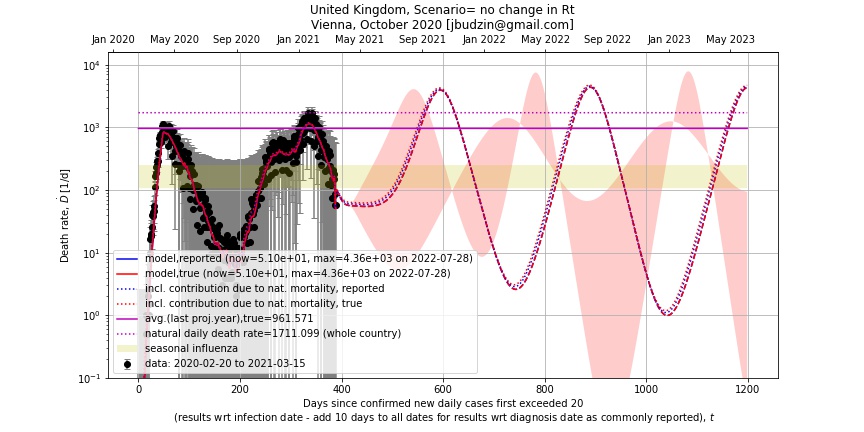 United Kingdom, Scenario= no change in Rt
Vienna, October 2020 [jbudzin@gmail.com]
Jan 2020 May 2020 Sep 2020 Jan 2021 May 2021 Sep 2021 Jan 2022 May 2022 Sep 2022 Jan 2023 May 2023
10⁴
10³
10²
10¹
10⁰
10⁻¹
Death rate, D [1/d]
model,reported (now=5.10e+01, max=4.36e+03 on 2022-07-28)
model,true (now=5.10e+01, max=4.36e+03 on 2022-07-28)
incl. contribution due to nat. mortality, reported
incl. contribution due to nat. mortality, true
avg.(last proj.year),true=961.571
natural daily death rate=1711.099 (whole country)
seasonal influenza
data: 2020-02-20 to 2021-03-15
0 200 400 600 800 1000 1200
Days since confirmed new daily cases first exceeded 20
(results wrt infection date - add 10 days to all dates for results wrt diagnosis date as commonly reported), t